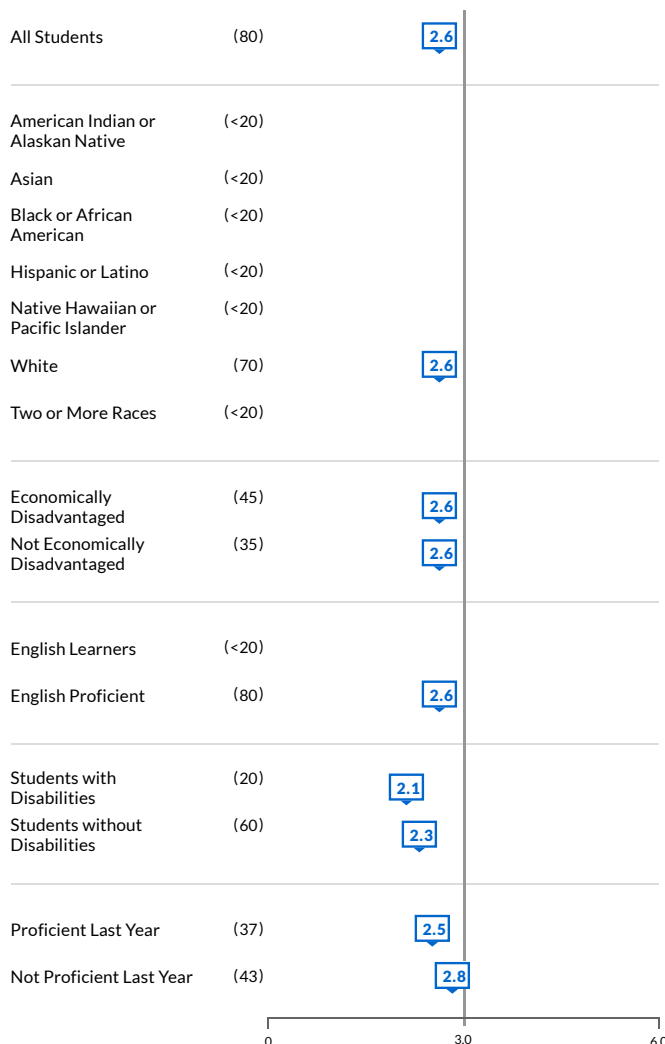 All Students (80) 2.6
American Indian or (<20)
Alaskan Native
Asian (<20)
Black or African (<20)
American
Hispanic or Latino (<20)
Native Hawaiian or (<20)
Pacific Islander
White (70) 2.6
Two or More Races (<20)
Economically (45) 2.6
Disadvantaged
Not Economically (35) 2.6
Disadvantaged
English Learners (<20)
English Proficient (80) 2.6
Students with (20) 2.1
Disabilities
Students without (60) 2.3
Disabilities
Proficient Last Year (37) 2.5
Not Proficient Last Year (43) 2.8
0 3.0 6.0